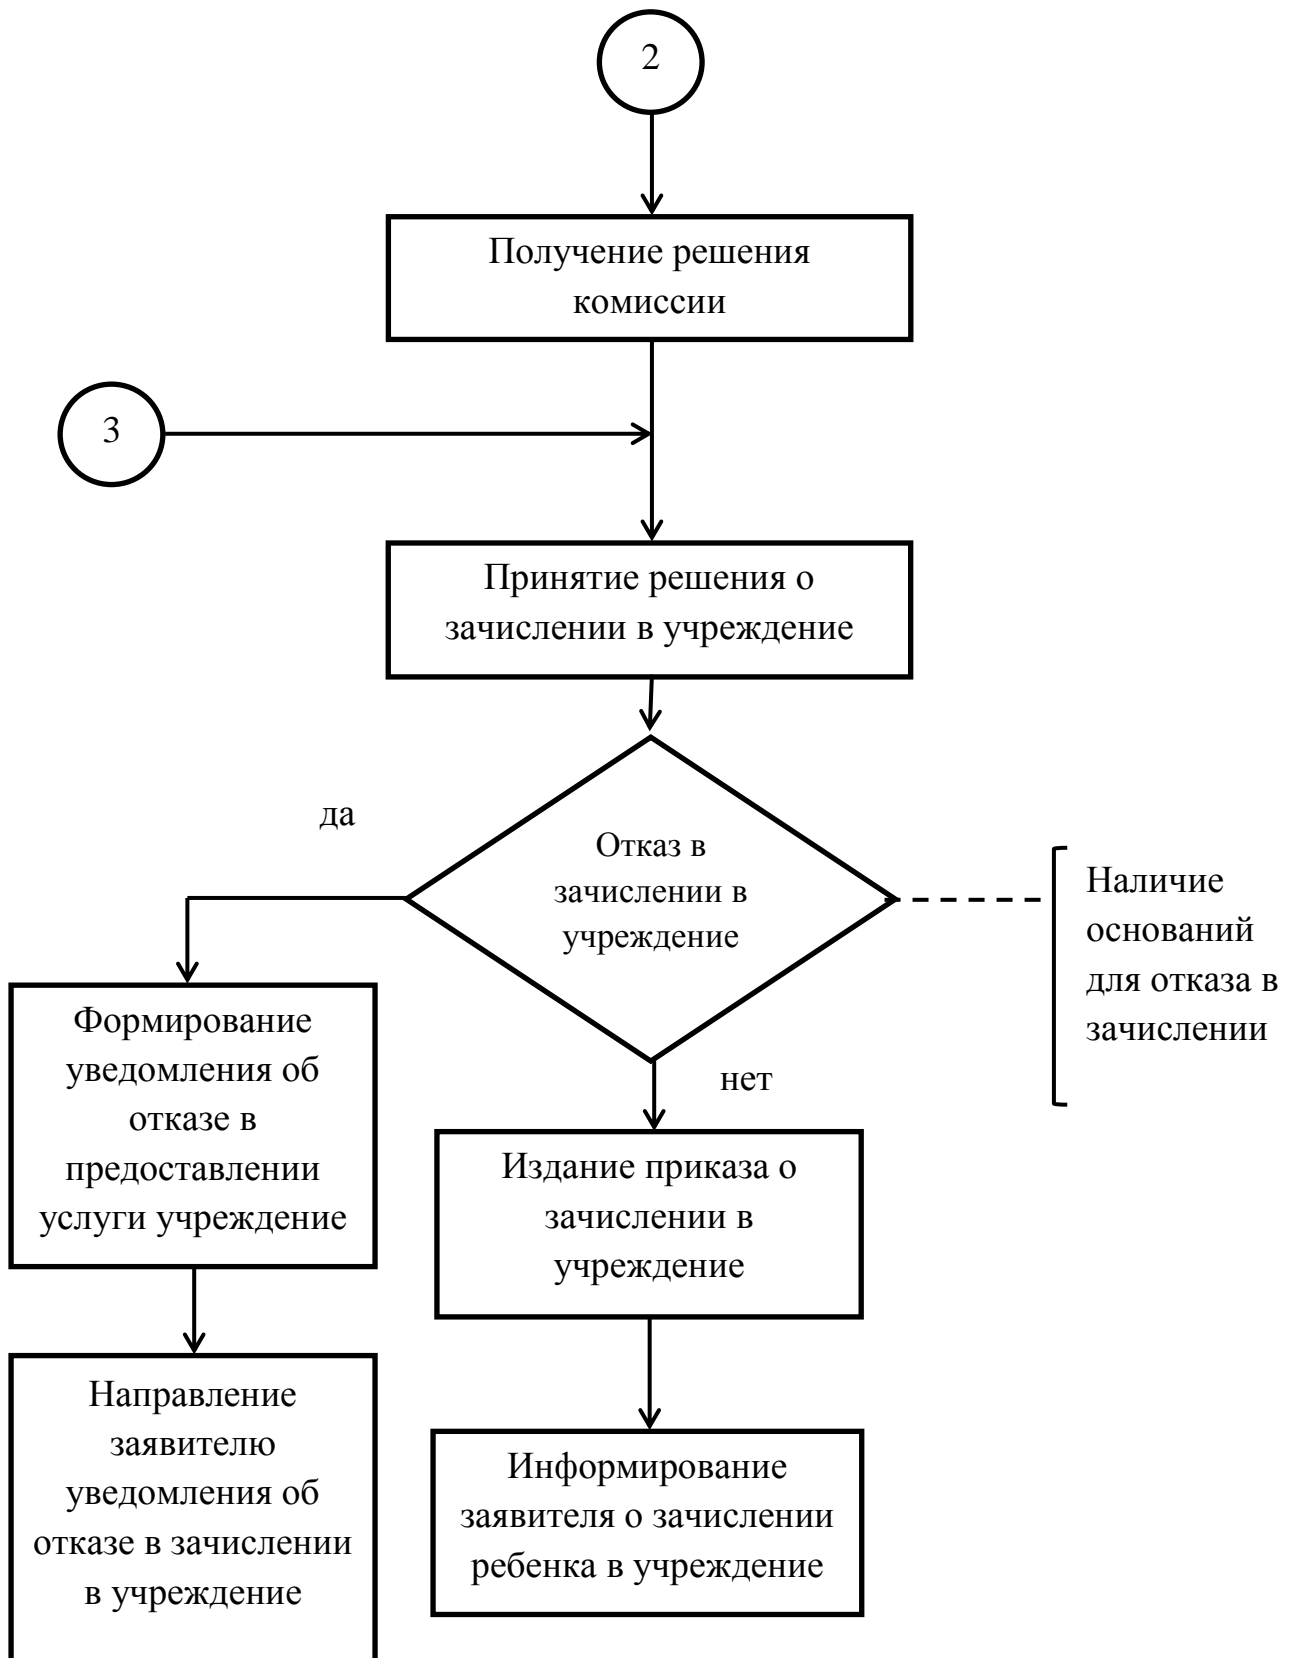 2
Получение решения
комиссии
3
Принятие решения о
зачислении в учреждение
да
Отказ в
зачислении в
учреждение
Наличие
оснований
для отказа в
зачислении
Формирование
уведомления об
отказе в
предоставлении
услуги учреждение
нет
Издание приказа о
зачислении в
учреждение
Направление
заявителю
уведомления об
отказе в зачислении
в учреждение
Информирование
заявителя о зачислении
ребенка в учреждение